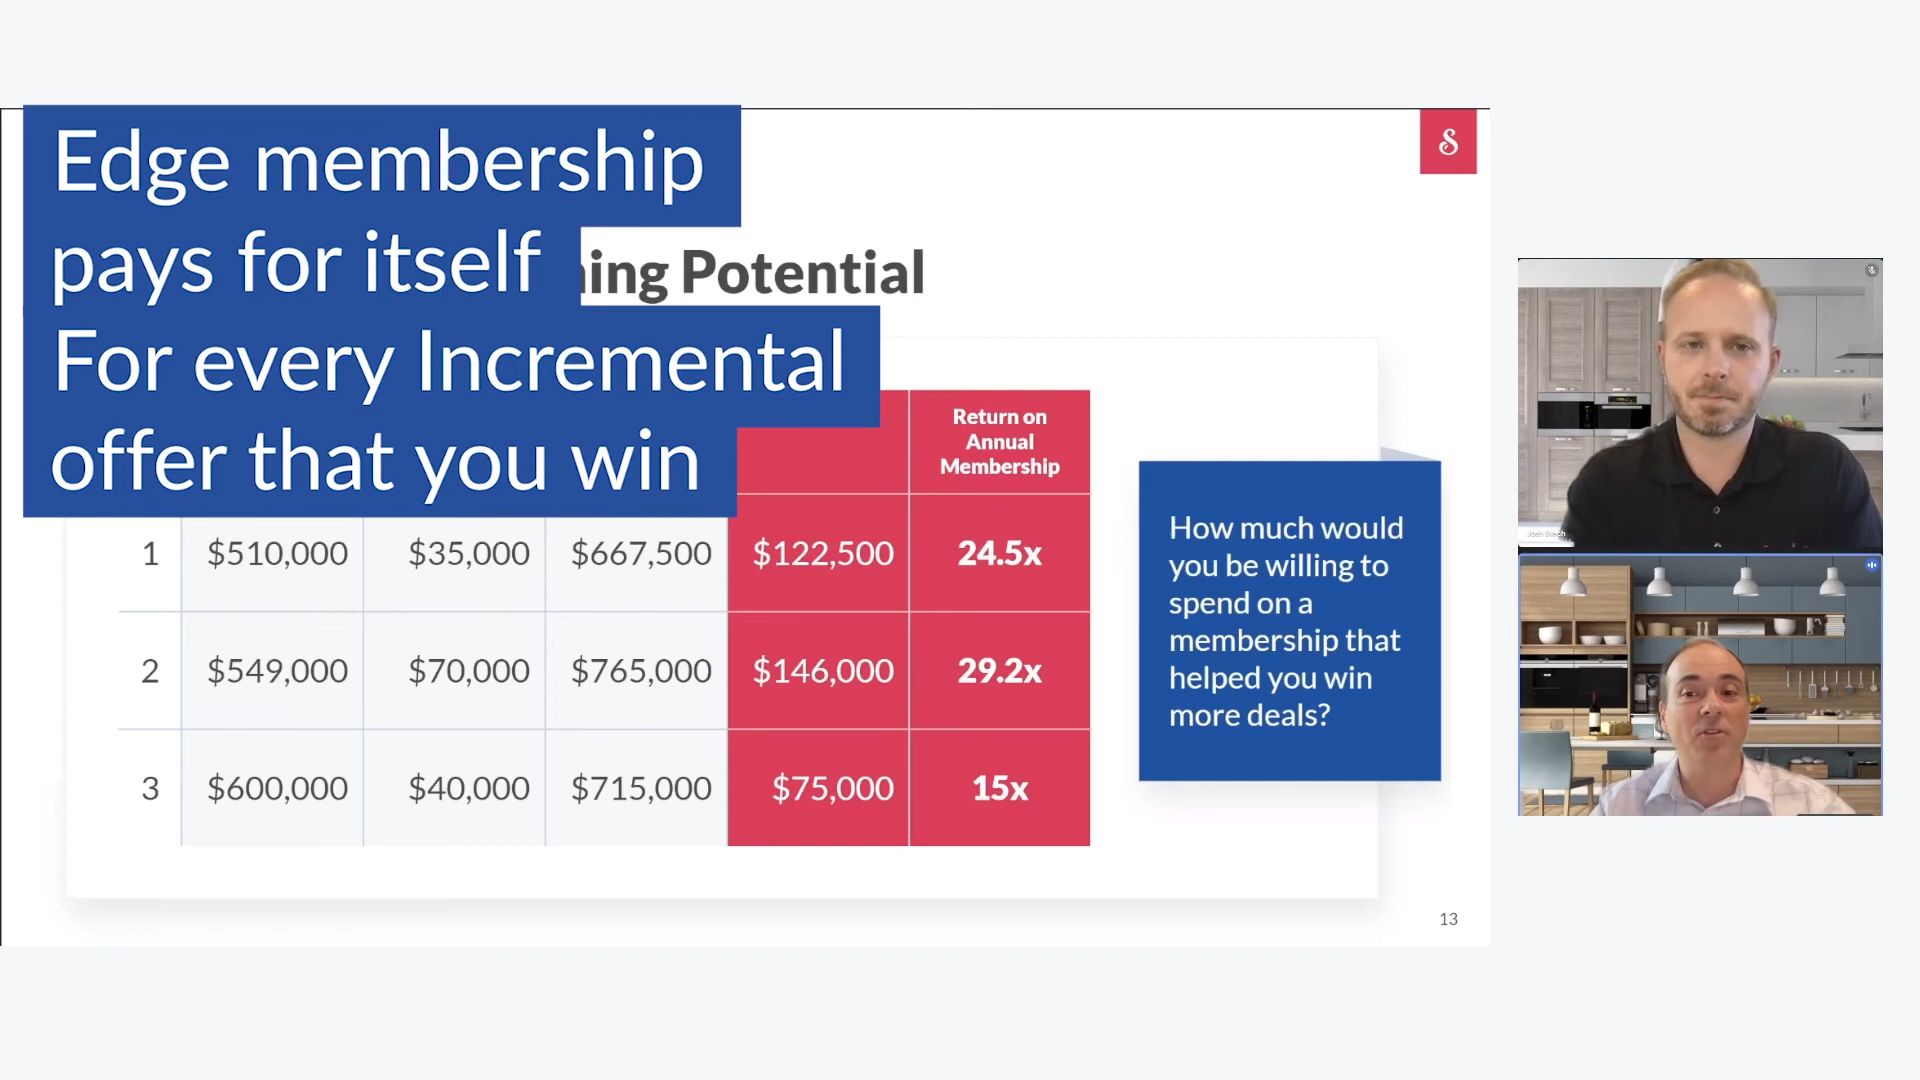 Edge membership
pays for itself
For every Incremental
offer that you win
ing Potential
Return on
Annual
Membership
1 $510,000 $35,000 $667,500 $122,500 24.5x
2 $549,000 $70,000 $765,000 $146,000 29.2x
3 $600,000 $40,000 $715,000 $75,000 15x
How much would
you be willing to
spend on a
membership that
helped you win
more deals?
13
S